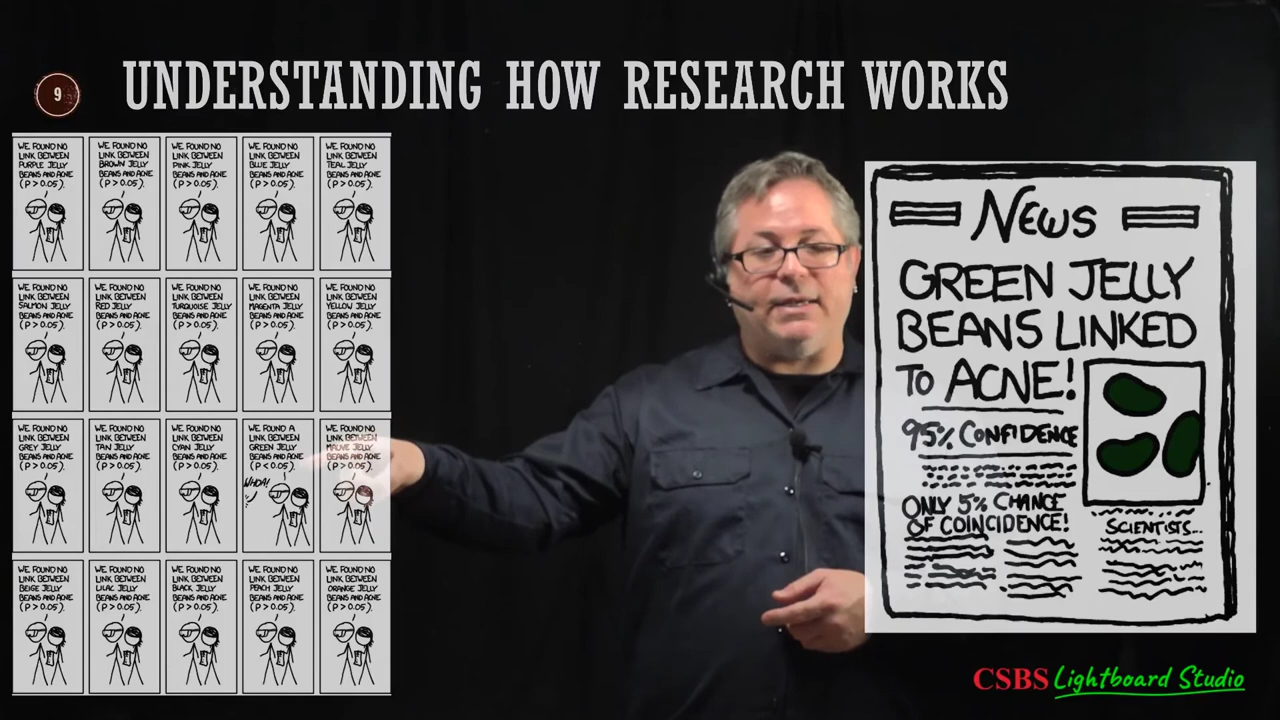 9
UNDERSTANDING HOW RESEARCH WORKS
WE FOUND NO
LINK BETWEEN
PURPLE JELLY
BEANS AND ACNE
(P > 0.05).
WE FOUND NO
LINK BETWEEN
BROWN JELLY
BEANS AND ACNE
(P > 0.05).
WE FOUND NO
LINK BETWEEN
PINK JELLY
BEANS AND ACNE
(P > 0.05).
WE FOUND NO
LINK BETWEEN
BLUE JELLY
BEANS AND ACNE
(P > 0.05).
WE FOUND NO
LINK BETWEEN
TEAL JELLY
BEANS AND ACNE
(P > 0.05).
WE FOUND NO
LINK BETWEEN
SALMON JELLY
BEANS AND ACNE
(P > 0.05).
WE FOUND NO
LINK BETWEEN
RED JELLY
BEANS AND ACNE
(P > 0.05).
WE FOUND NO
LINK BETWEEN
TURQUOISE JELLY
BEANS AND ACNE
(P > 0.05).
WE FOUND NO
LINK BETWEEN
MAGENTA JELLY
BEANS AND ACNE
(P > 0.05).
WE FOUND NO
LINK BETWEEN
YELLOW JELLY
BEANS AND ACNE
(P > 0.05).
WE FOUND NO
LINK BETWEEN
GREY JELLY
BEANS AND ACNE
(P > 0.05).
WE FOUND NO
LINK BETWEEN
TAN JELLY
BEANS AND ACNE
(P > 0.05).
WE FOUND NO
LINK BETWEEN
CYAN JELLY
BEANS AND ACNE
(P > 0.05).
WE FOUND A
LINK BETWEEN
GREEN JELLY
BEANS AND ACNE
(P < 0.05).
WHOA!
WE FOUND NO
LINK BETWEEN
MAUVE JELLY
BEANS AND ACNE
(P > 0.05).
WE FOUND NO
LINK BETWEEN
BEIGE JELLY
BEANS AND ACNE
(P > 0.05).
WE FOUND NO
LINK BETWEEN
LILAC JELLY
BEANS AND ACNE
(P > 0.05).
WE FOUND NO
LINK BETWEEN
BLACK JELLY
BEANS AND ACNE
(P > 0.05).
WE FOUND NO
LINK BETWEEN
PEACH JELLY
BEANS AND ACNE
(P > 0.05).
WE FOUND NO
LINK BETWEEN
ORANGE JELLY
BEANS AND ACNE
(P > 0.05).
NEWS
GREEN JELLY
BEANS LINKED
TO ACNE!
95% CONFIDENCE
ONLY 5% CHANCE
OF COINCIDENCE!
SCIENTISTS...
CSBS Lightboard Studio